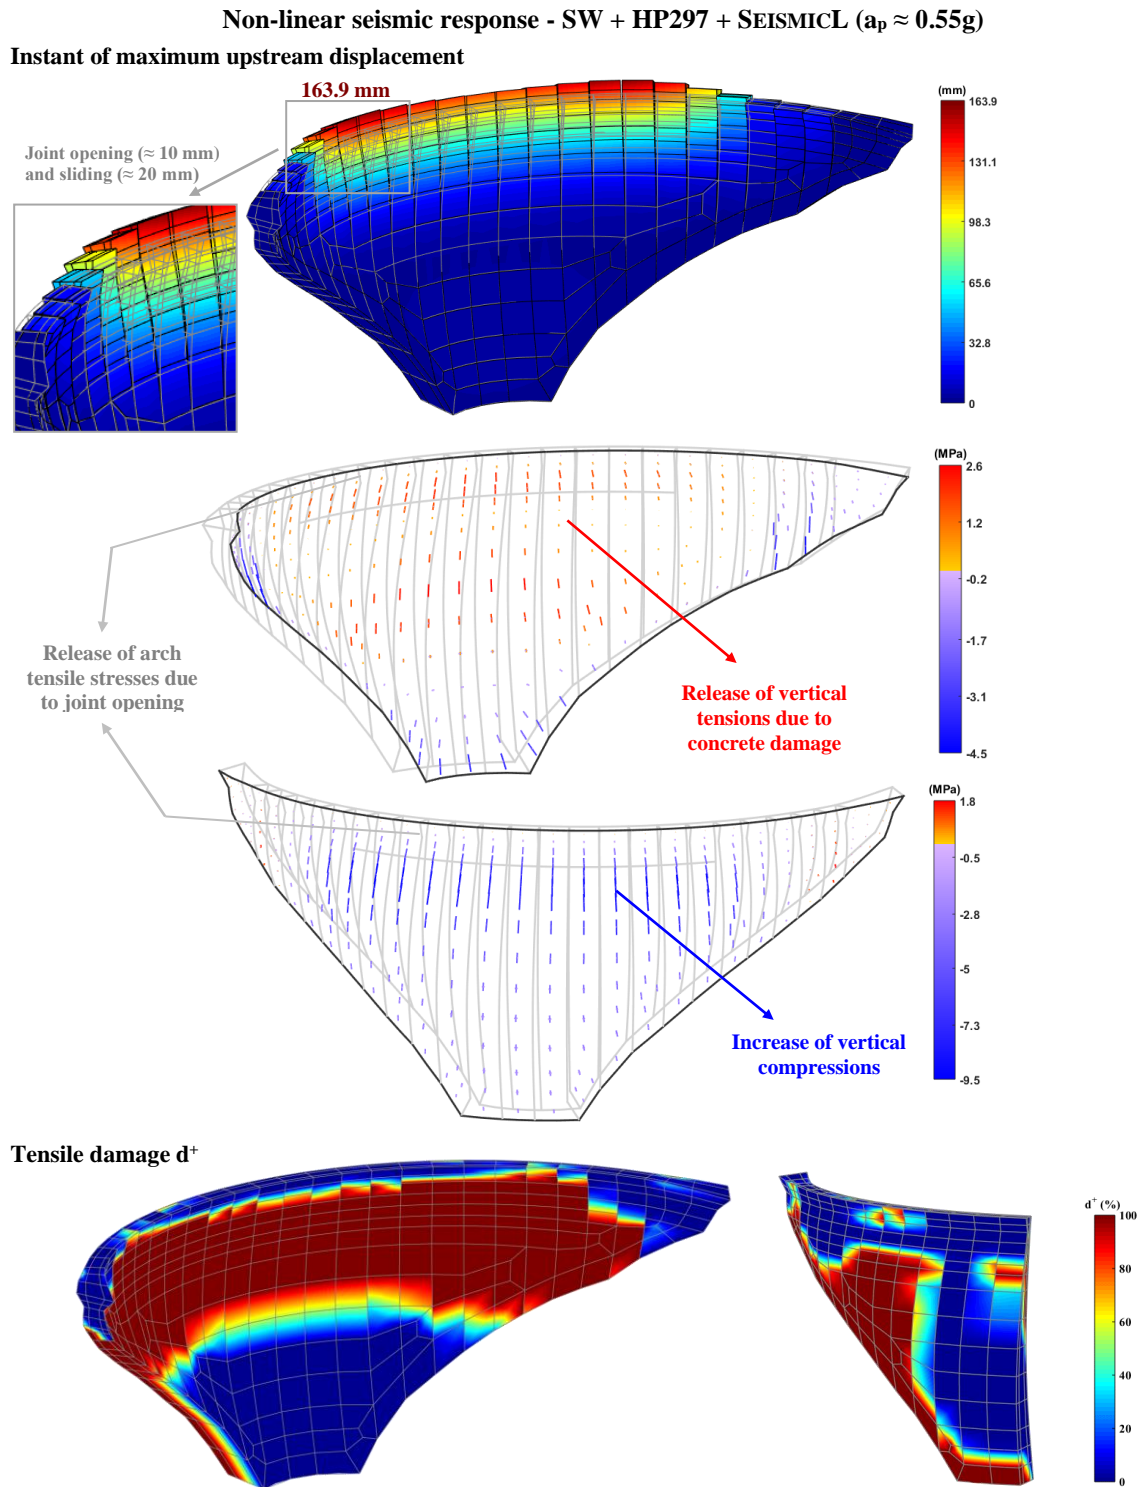 Non-linear seismic response - SW + HP297 + SEISMICL (aₚ ≈ 0.55g)
Instant of maximum upstream displacement
163.9 mm
Joint opening (≈ 10 mm)
and sliding (≈ 20 mm)
(mm)
163.9
131.1
98.3
65.6
32.8
0
(MPa)
2.6
1.2
-0.2
-1.7
-3.1
-4.5
Release of arch
tensile stresses due
to joint opening
Release of vertical
tensions due to
concrete damage
(MPa)
1.8
-0.5
-2.8
-5
-7.3
-9.5
Increase of vertical
compressions
Tensile damage d⁺
d⁺ (%)
100
80
60
40
20
0